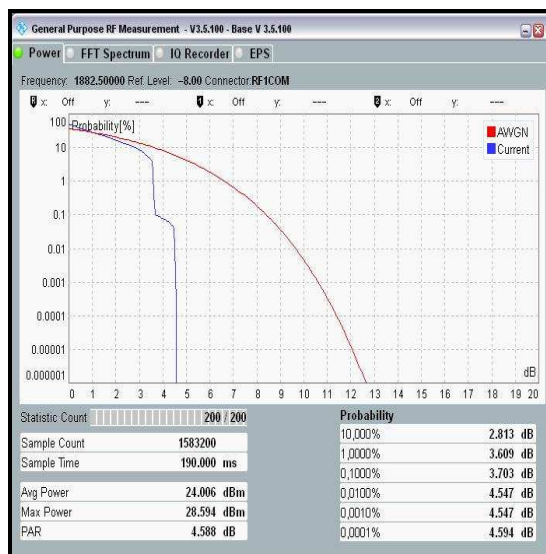 General Purpose RF Measurement - V3.5.100 - Base V 3.5.100
Power FFT Spectrum IQ Recorder EPS
Frequency: 1882.50000 Ref. Level: -8.00 Connector:RF1COM
x: Off y: --- 1 x: Off y: --- 2 x: Off y: ---
Probability[%]
AWGN
Current
100
10
1
0.1
0.01
0.001
0.0001
0.00001
0.000001
dB
0 1 2 3 4 5 6 7 8 9 10 11 12 13 14 15 16 17 18 19 20
Statistic Count 200 / 200
Sample Count 1583200
Sample Time 190.000 ms
Avg Power 24.006 dBm
Max Power 28.594 dBm
PAR 4.588 dB
Probability
10,000% 2.813 dB
1,0000% 3.609 dB
0,1000% 3.703 dB
0,0100% 4.547 dB
0,0010% 4.547 dB
0,0001% 4.594 dB